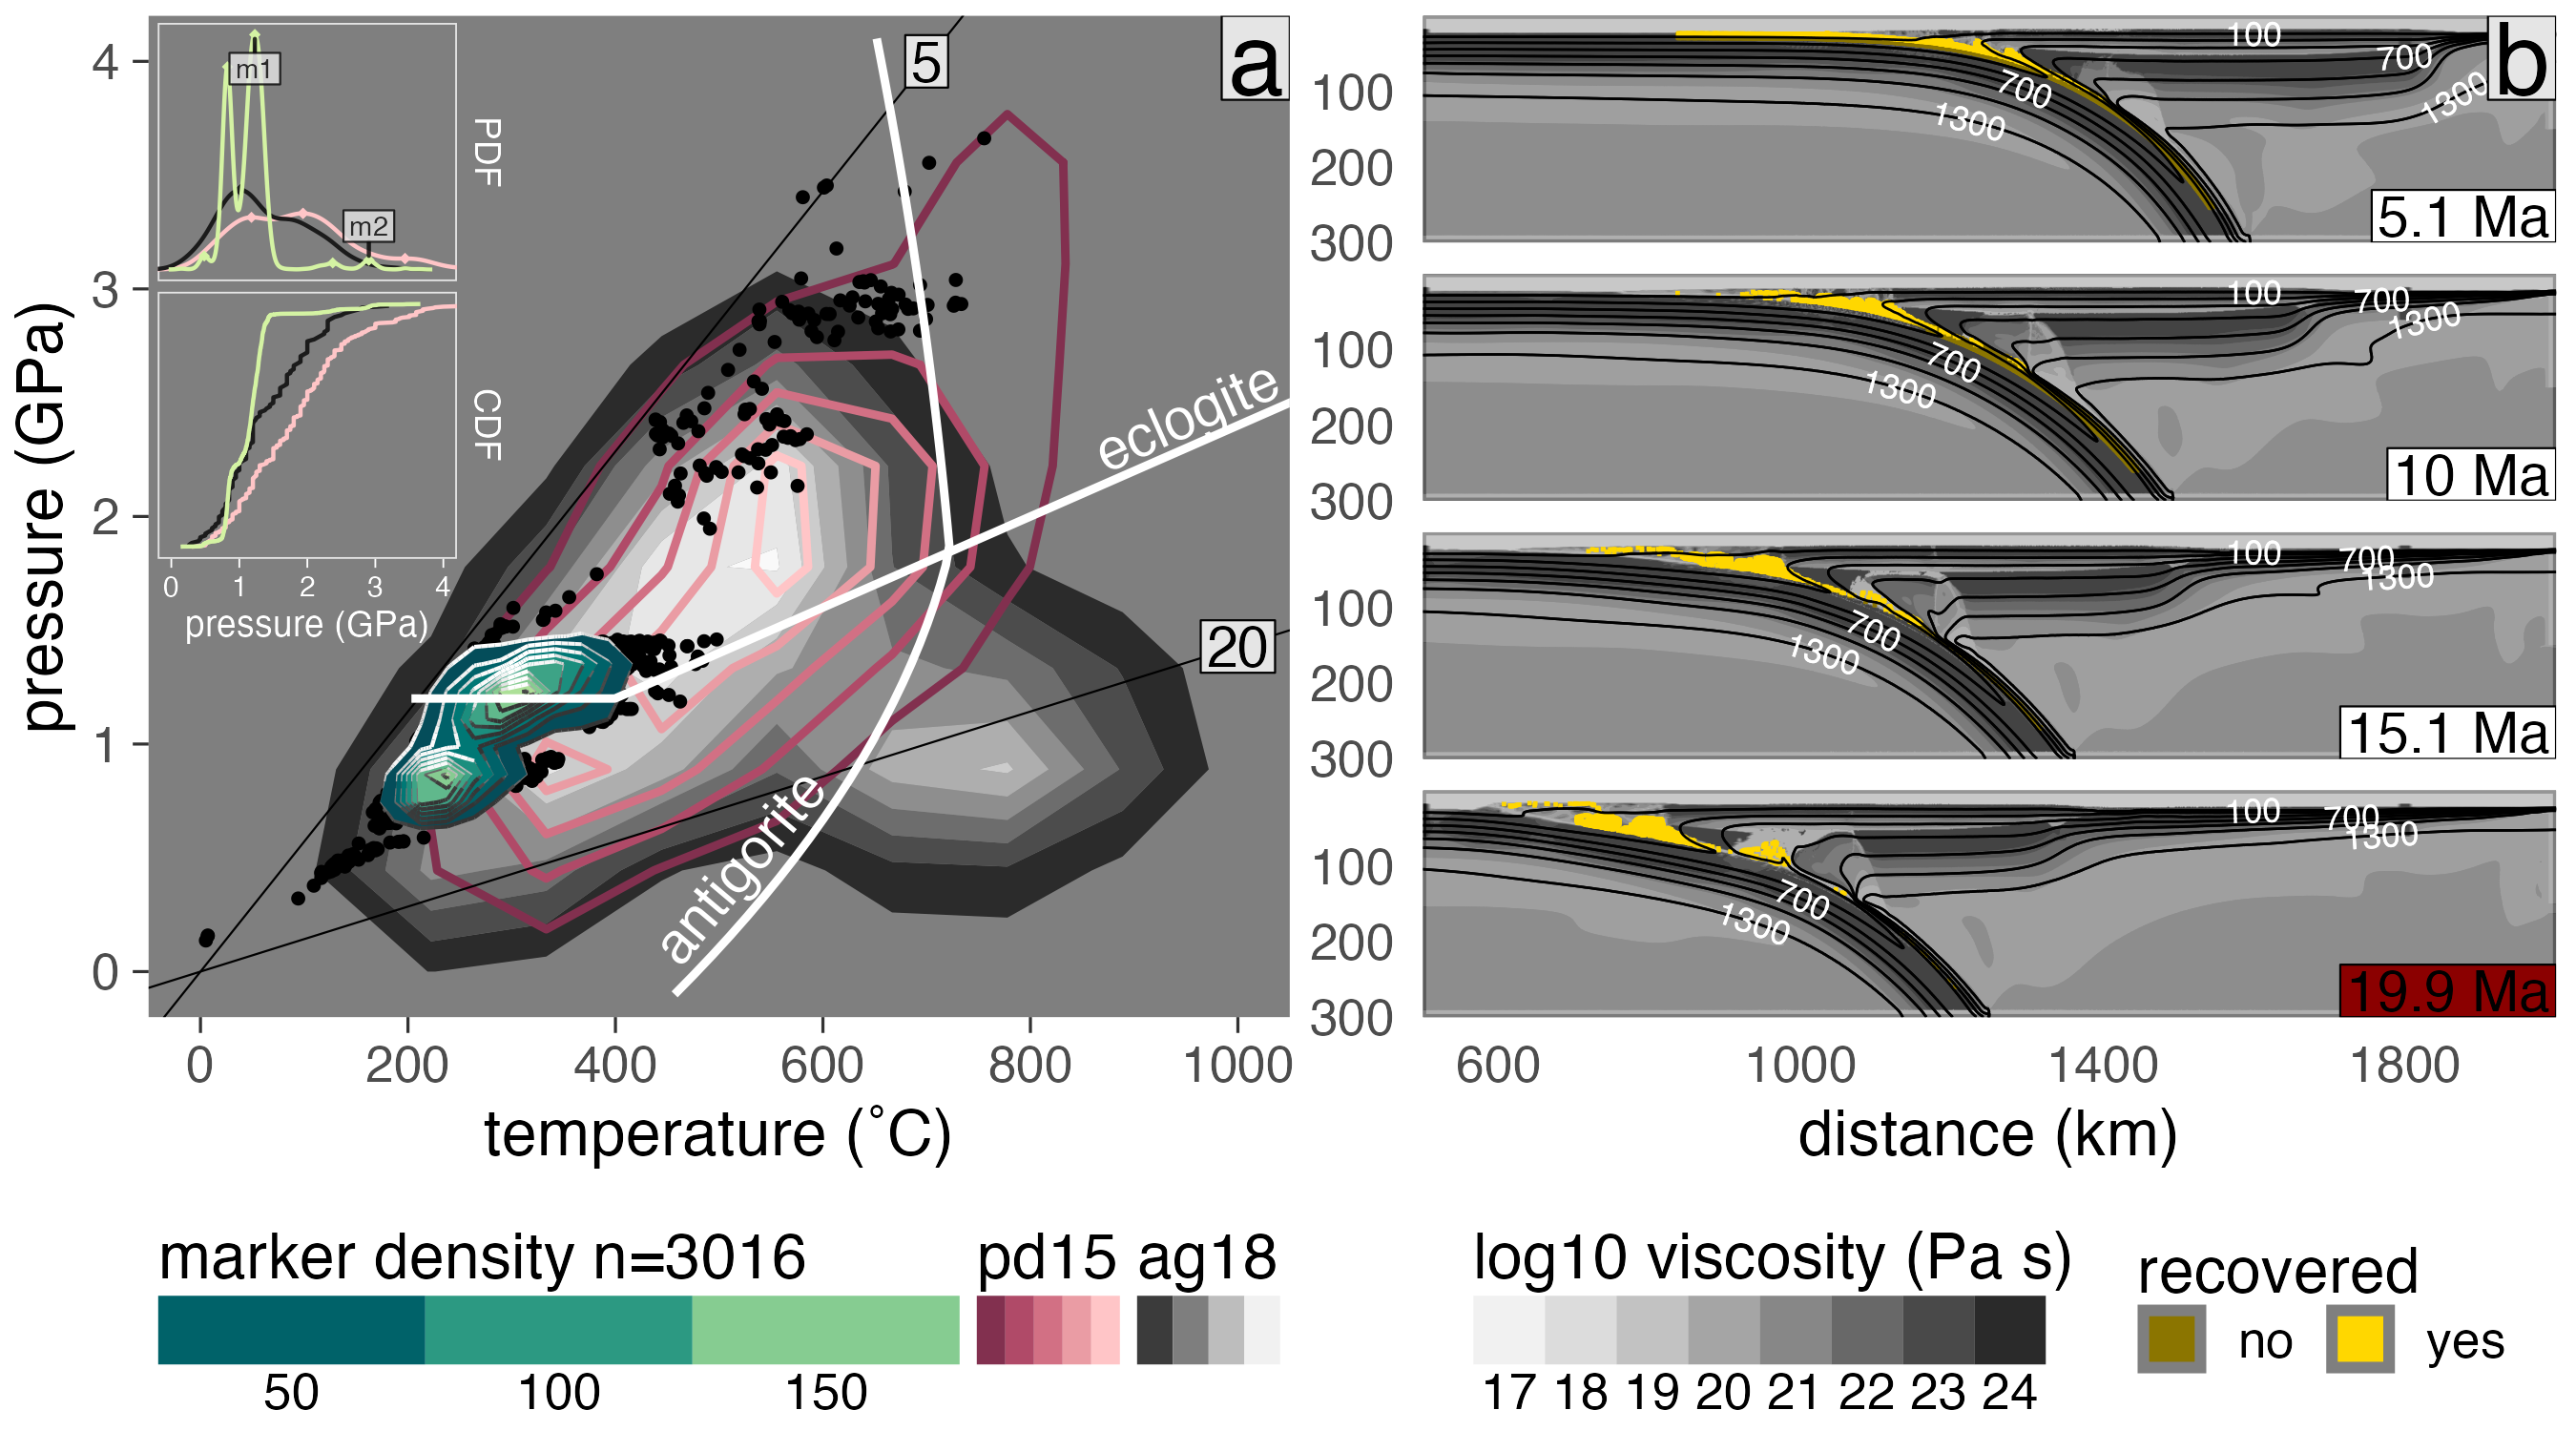 a
5
20
eclogite
antigorite
m1
m2
PDF
CDF
0 1 2 3 4
pressure (GPa)
4
3
2
1
0
pressure (GPa)
0 200 400 600 800 1000
temperature (˚C)
b
100
700
1300
700
1300
100
200
300
5.1 Ma
100
700
1300
700
1300
100
200
300
10 Ma
100
700
1300
700
1300
100
200
300
15.1 Ma
100
700
1300
700
1300
100
200
300
19.9 Ma
600 1000 1400 1800
distance (km)
marker density n=3016
50 100 150
pd15
ag18
log10 viscosity (Pa s)
17 18 19 20 21 22 23 24
recovered
no yes